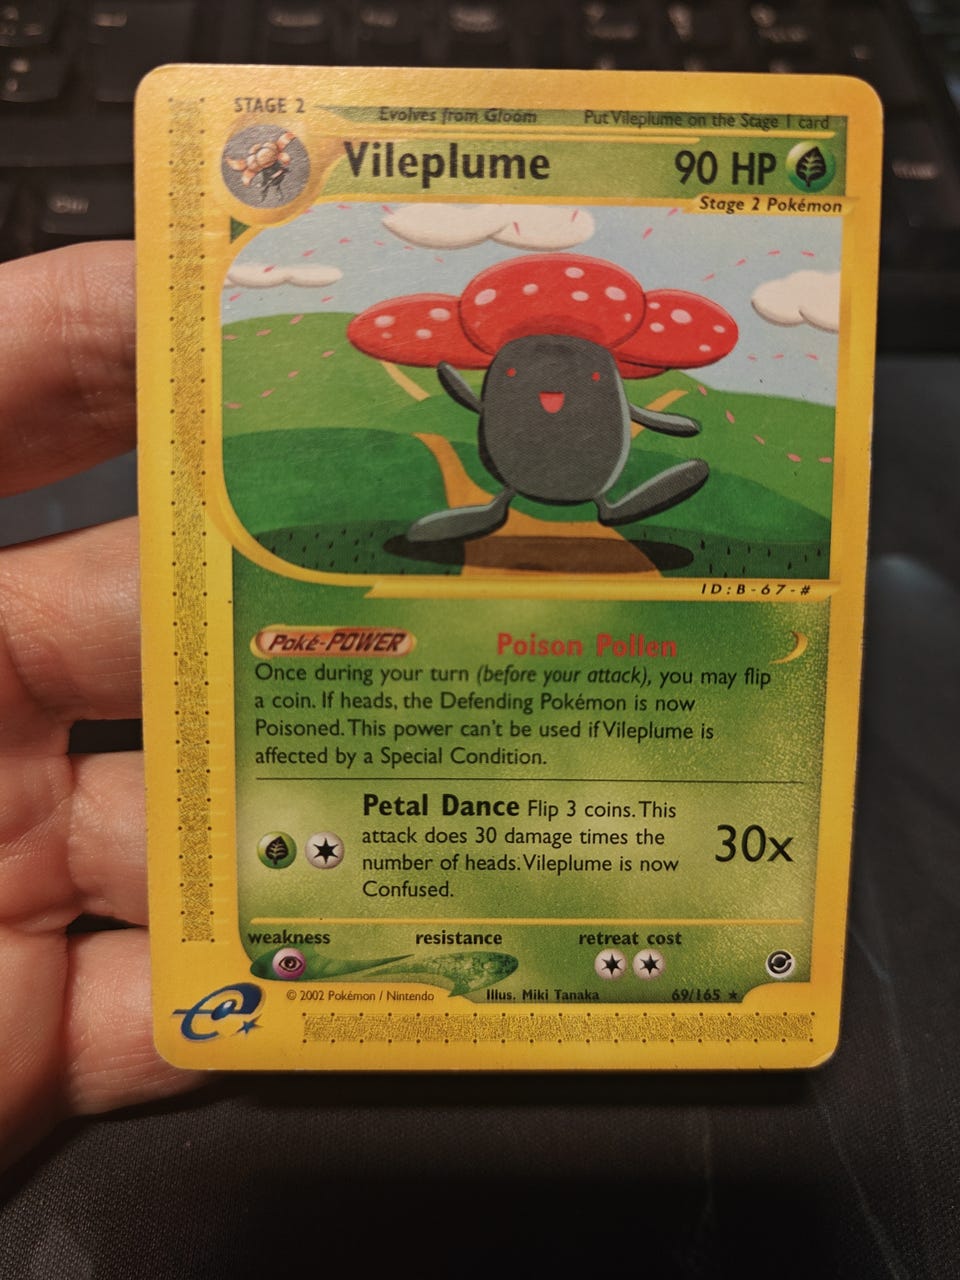 STAGE 2
Evolves from Gloom
Put Vileplume on the Stage 1 card
Vileplume
90 HP
Stage 2 Pokémon
ID:B-67-#
Poké-POWER
Poison Pollen
Once during your turn (before your attack), you may flip
a coin. If heads, the Defending Pokémon is now
Poisoned. This power can't be used if Vileplume is
affected by a Special Condition.
Petal Dance Flip 3 coins. This
attack does 30 damage times the
number of heads. Vileplume is now
Confused.
30x
weakness
resistance
retreat cost
© 2002 Pokémon / Nintendo
Illus. Miki Tanaka
69/165 ★
e